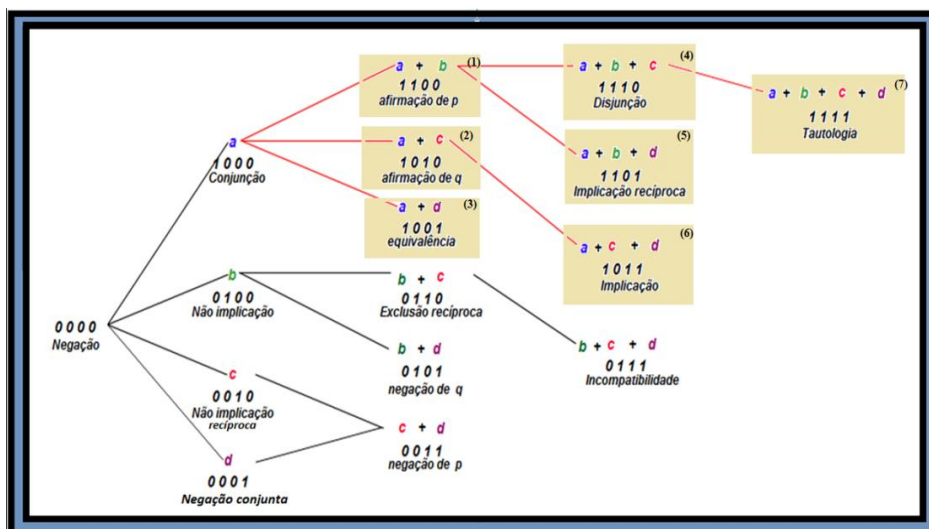 a + b (1)
1 1 0 0
afirmação de p
a + b + c (4)
1 1 1 0
Disjunção
a + b + c + d (7)
1 1 1 1
Tautologia
a
1 0 0 0
Conjunção
a + c (2)
1 0 1 0
afirmação de q
a + b + d (5)
1 1 0 1
Implicação recíproca
a + d (3)
1 0 0 1
equivalência
a + c + d (6)
1 0 1 1
Implicação
0 0 0 0
Negação
b
0 1 0 0
Não implicação
b + c
0 1 1 0
Exclusão recíproca
b + d
0 1 0 1
negação de q
b + c + d
0 1 1 1
Incompatibilidade
c
0 0 1 0
Não implicação
recíproca
c + d
0 0 1 1
negação de p
d
0 0 0 1
Negação conjunta